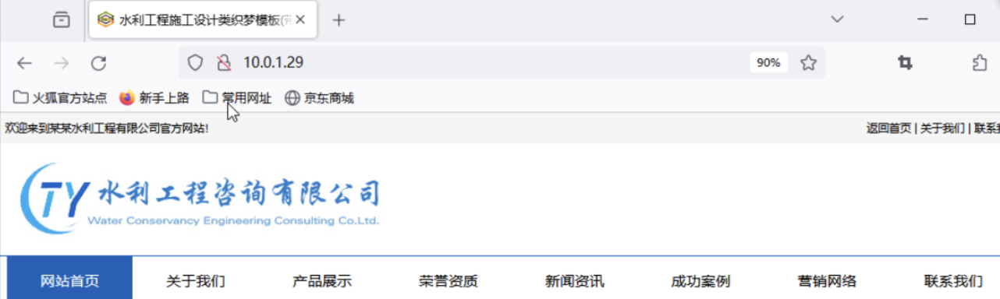 水利工程施工设计类织梦模板(
10.0.1.29
90%
火狐官方站点 新手上路 常用网址 京东商城
欢迎来到某某水利工程有限公司官方网站!
返回首页 | 关于我们 | 联系
TY 水利工程咨询有限公司
Water Conservancy Engineering Consulting Co.Ltd.
网站首页 关于我们 产品展示 荣誉资质 新闻资讯 成功案例 营销网络 联系我们